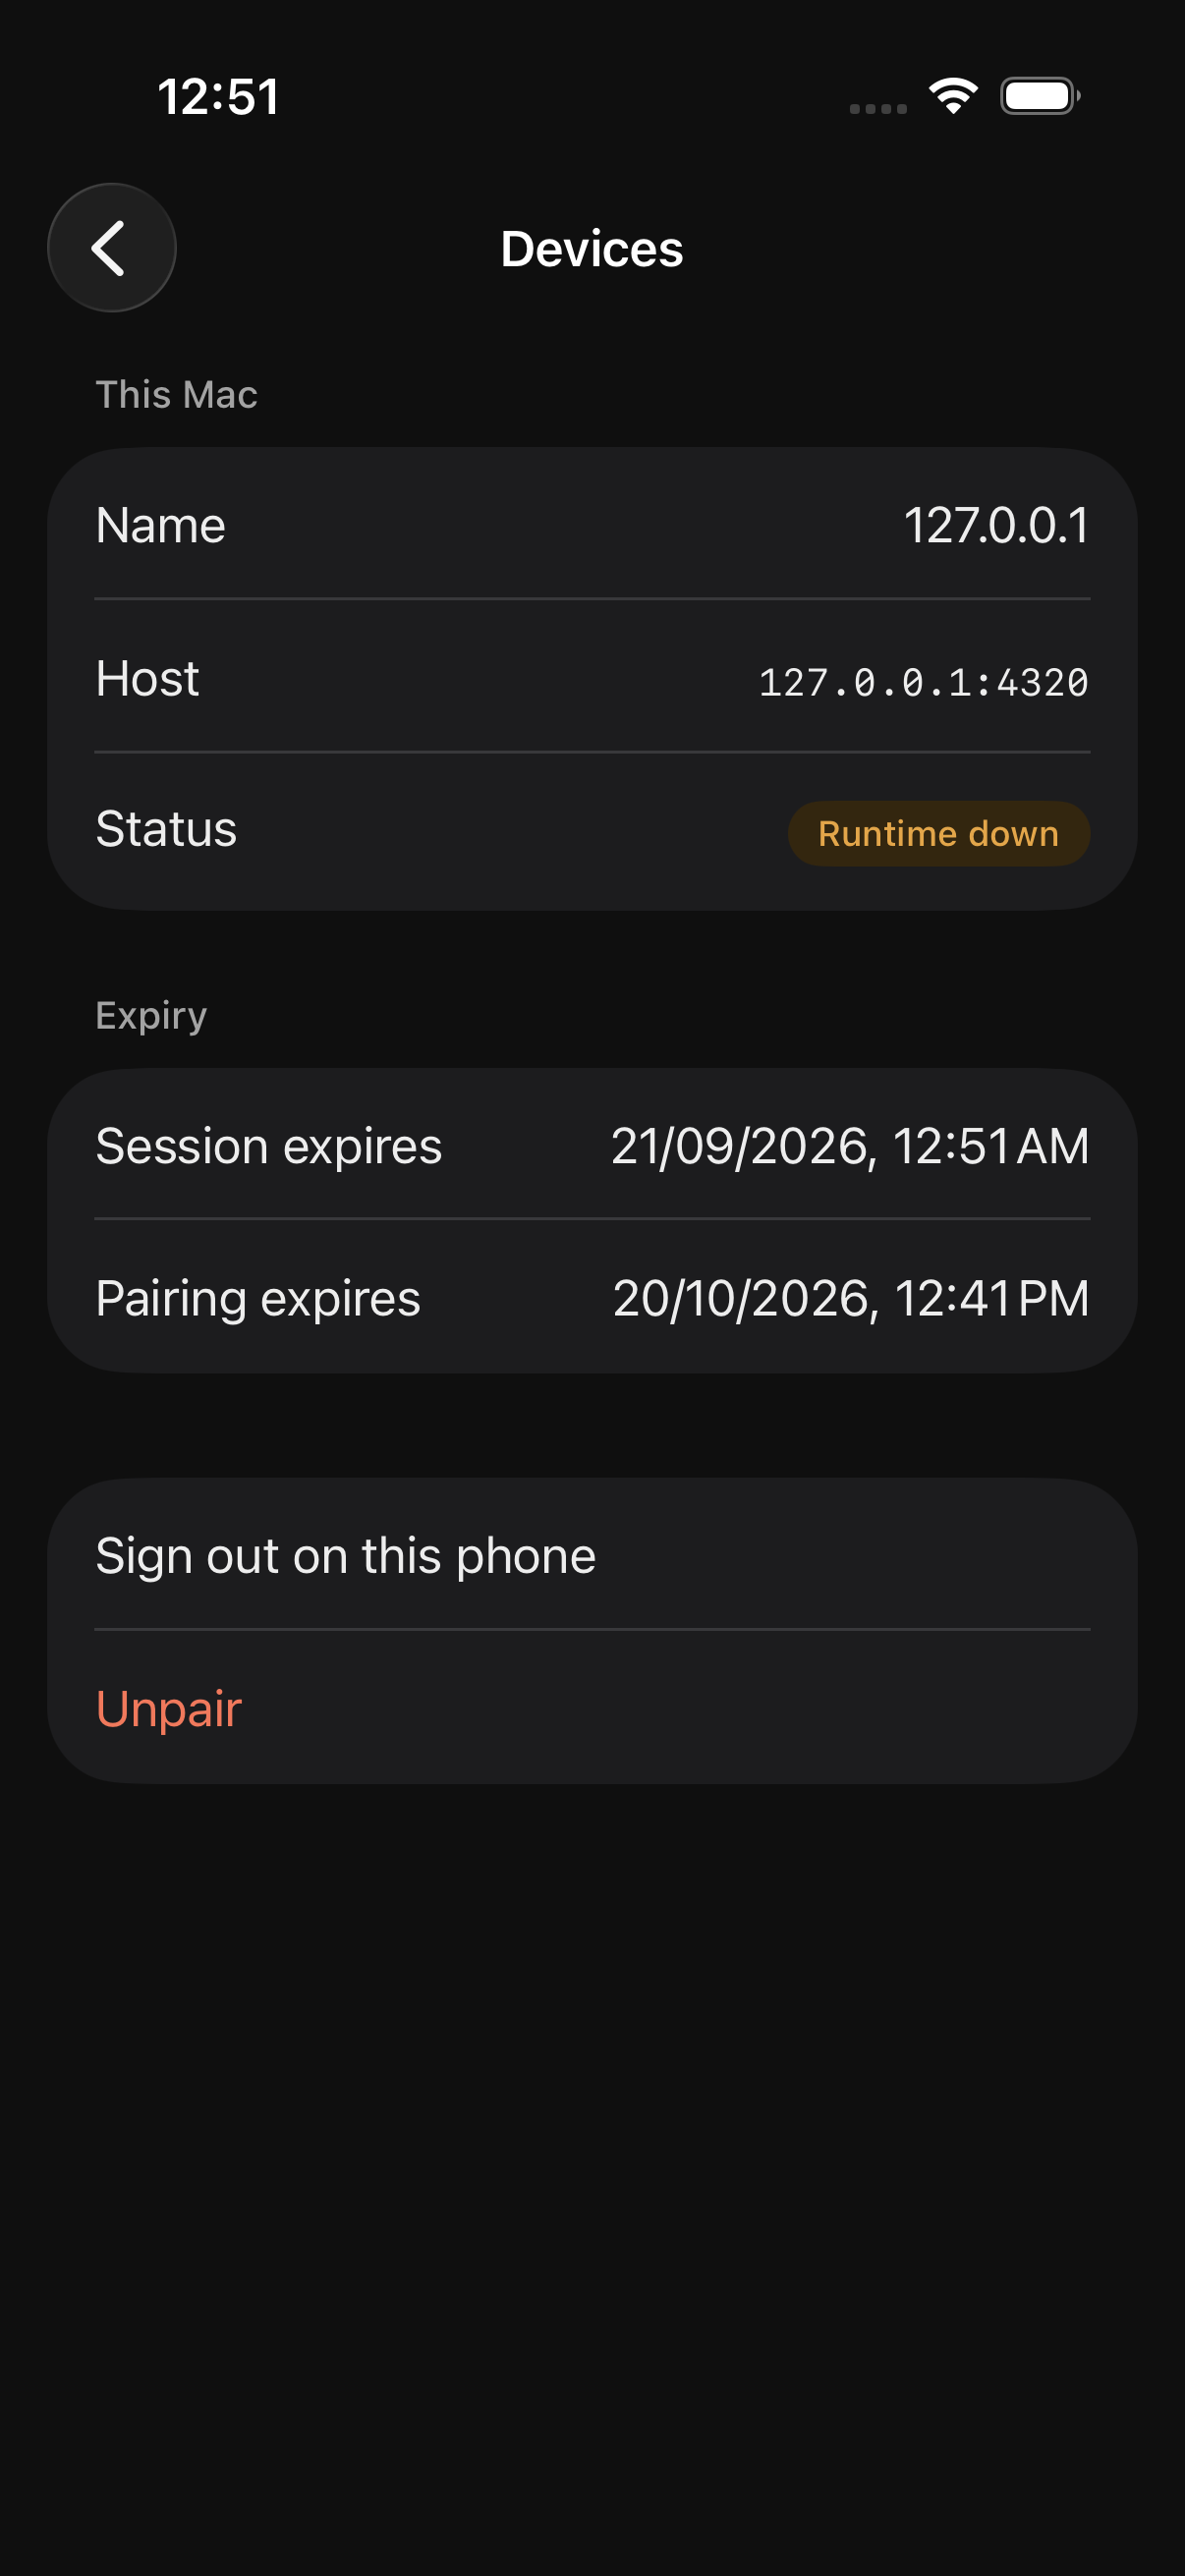 12:51
Devices
This Mac
Name 127.0.0.1
Host 127.0.0.1:4320
Status Runtime down
Expiry
Session expires 21/09/2026, 12:51 AM
Pairing expires 20/10/2026, 12:41 PM
Sign out on this phone
Unpair